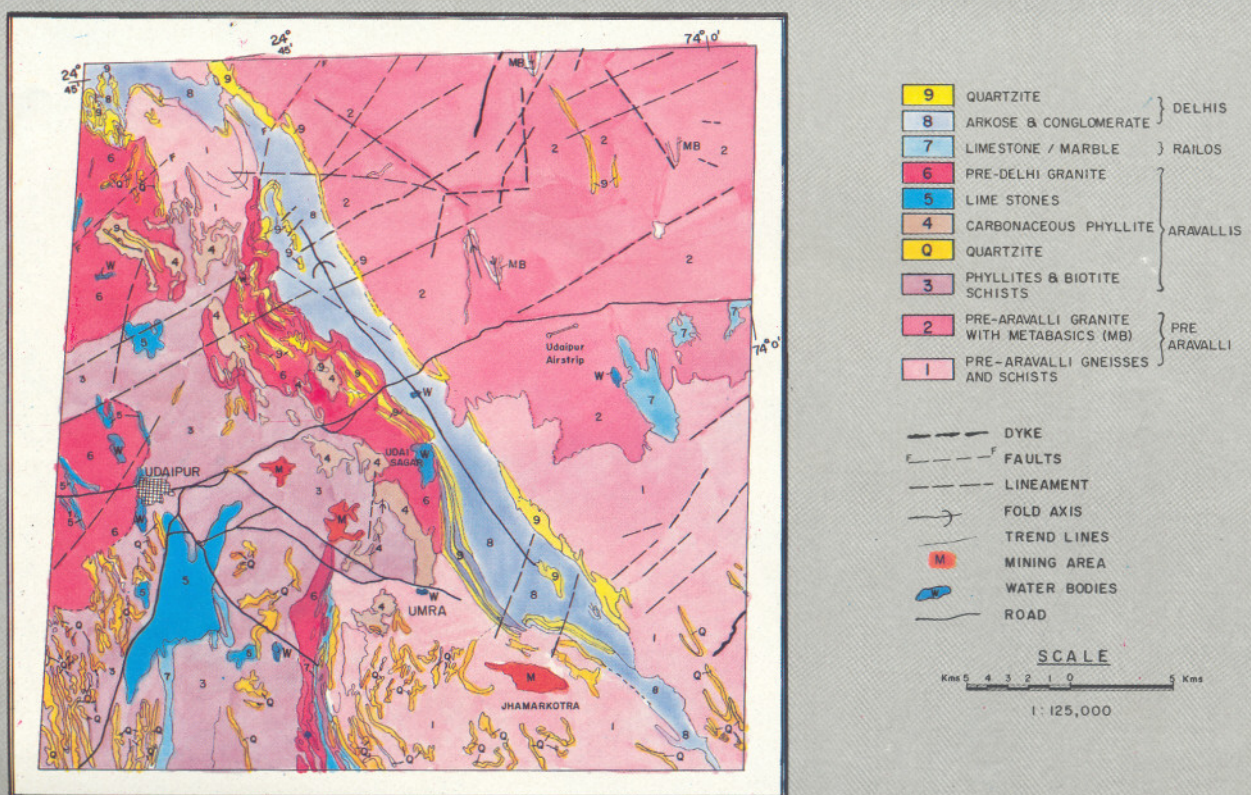 24°
45'
24°
45'
74°10'
74°0'
MB
MB
MB
Udaipur
Airstrip
UDAIPUR
UDAI
SAGAR
UMRA
JHAMARKOTRA
9 QUARTZITE
8 ARKOSE & CONGLOMERATE
DELHIS
7 LIMESTONE / MARBLE
RAILOS
6 PRE-DELHI GRANITE
5 LIME STONES
4 CARBONACEOUS PHYLLITE
Q QUARTZITE
3 PHYLLITES & BIOTITE
SCHISTS
ARAVALLIS
2 PRE-ARAVALLI GRANITE
WITH METABASICS (MB)
1 PRE-ARAVALLI GNEISSES
AND SCHISTS
PRE
ARAVALLI
DYKE
F F FAULTS
LINEAMENT
FOLD AXIS
TREND LINES
M MINING AREA
W WATER BODIES
ROAD
SCALE
Kms 5 4 3 2 1 0 5 Kms
1:125,000